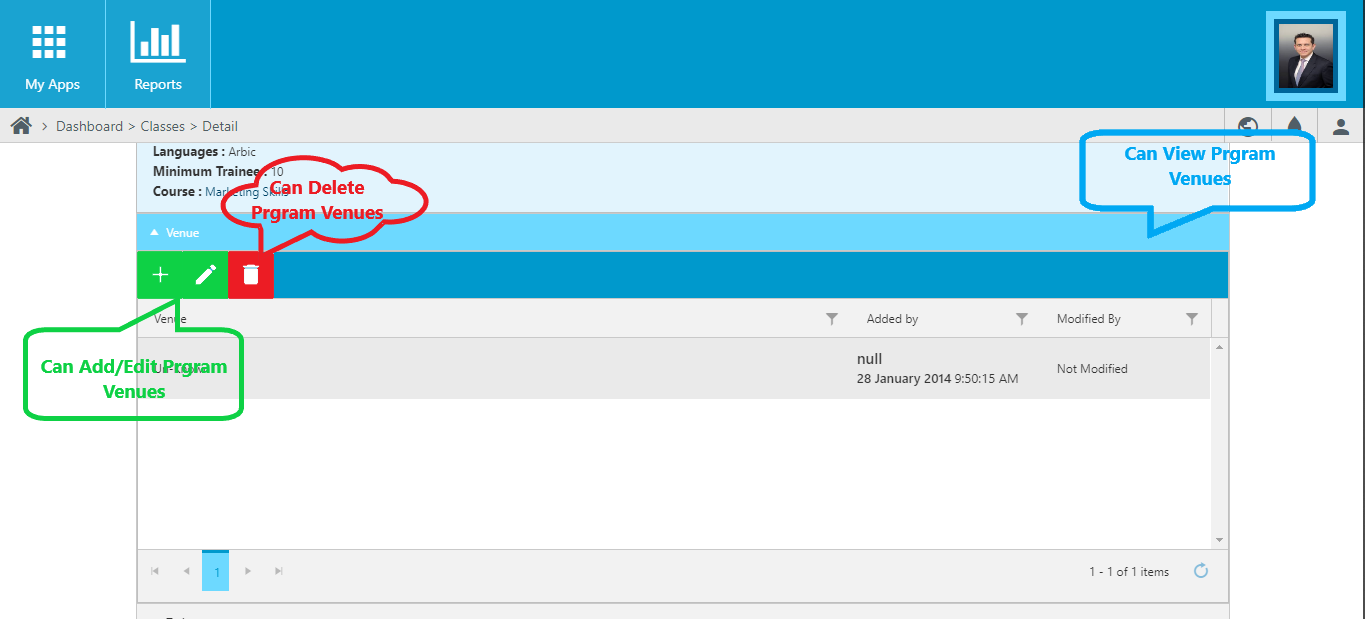 My Apps
Reports
Dashboard > Classes > Detail
Languages : Arbic
Minimum Trainee : 10
Course : Marketing Skills
Can Delete
Prgram Venues
Can View Prgram
Venues
Venue
Venue
Added by
Modified By
Can Add/Edit Prgram
Venues
null
28 January 2014 9:50:15 AM
Not Modified
1
1 - 1 of 1 items